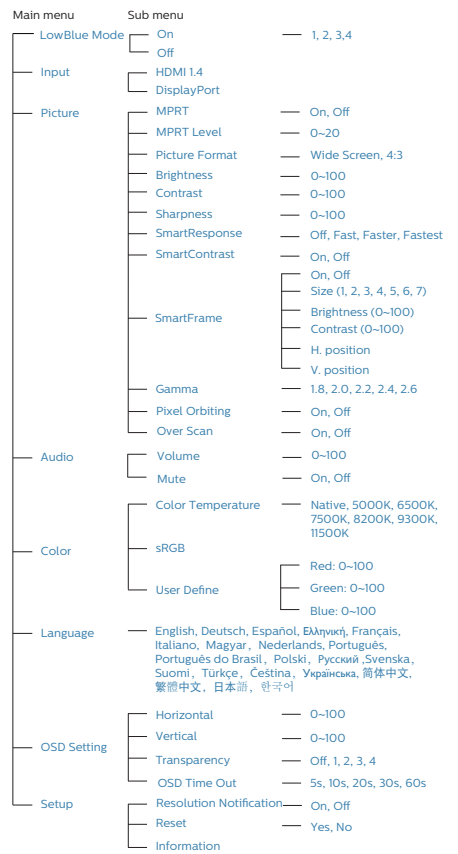 Main menu Sub menu
LowBlue Mode On 1, 2, 3,4
Off
Input HDMI 1.4
DisplayPort
Picture MPRT On, Off
MPRT Level 0~20
Picture Format Wide Screen, 4:3
Brightness 0~100
Contrast 0~100
Sharpness 0~100
SmartResponse Off, Fast, Faster, Fastest
SmartContrast On, Off
On, Off
Size (1, 2, 3, 4, 5, 6, 7)
Brightness (0~100)
SmartFrame
Contrast (0~100)
H. position
V. position
Gamma 1.8, 2.0, 2.2, 2.4, 2.6
Pixel Orbiting On, Off
Over Scan On, Off
Audio Volume 0~100
Mute On, Off
Color Temperature Native, 5000K, 6500K,
7500K, 8200K, 9300K,
11500K
Color sRGB
Red: 0~100
User Define Green: 0~100
Blue: 0~100
Language English, Deutsch, Español, Ελληνική, Français,
Italiano, Magyar, Nederlands, Português,
Português do Brasil, Polski, Русский ,Svenska,
Suomi, Türkçe, Čeština, Українська, 简体中文,
繁體中文, 日本語, 한국어
Horizontal 0~100
Vertical 0~100
OSD Setting
Transparency Off, 1, 2, 3, 4
OSD Time Out 5s, 10s, 20s, 30s, 60s
Setup Resolution Notification On, Off
Reset Yes, No
Information